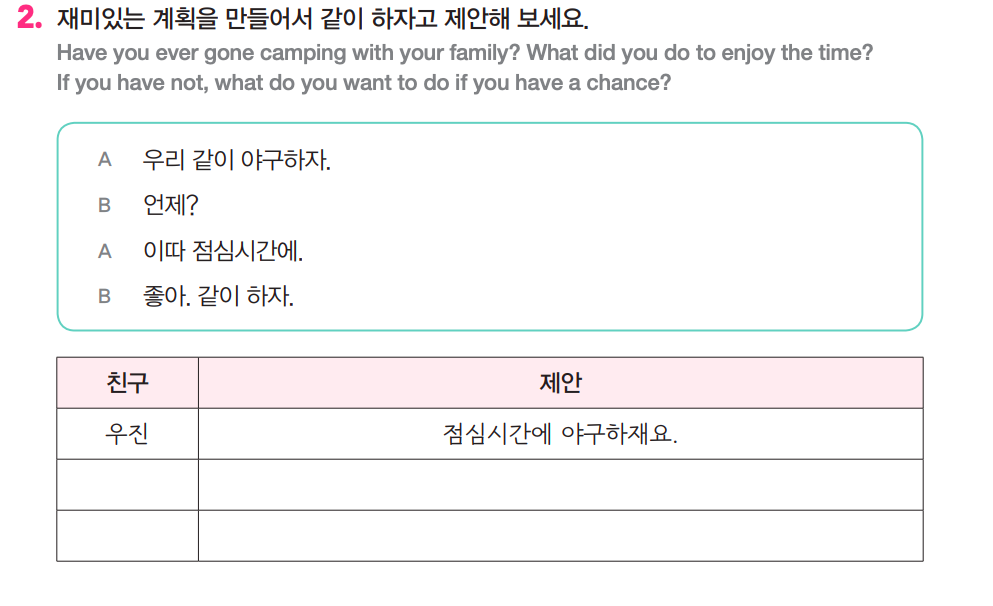 2. 재미있는 계획을 만들어서 같이 하자고 제안해 보세요.
Have you ever gone camping with your family? What did you do to enjoy the time?
If you have not, what do you want to do if you have a chance?
A 우리 같이 야구하자.
B 언제?
A 이따 점심시간에.
B 좋아. 같이 하자.
친구 제안
우진 점심시간에 야구하재요.